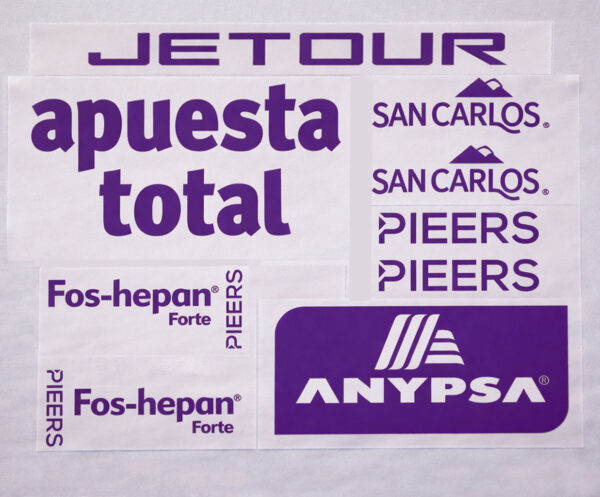 JETOUR
apuesta
total
SAN CARLOS®
SAN CARLOS®
PIEERS
PIEERS
Fos-hepan®
Forte
PIEERS
PIEERS
Fos-hepan®
Forte
ANYPSA®